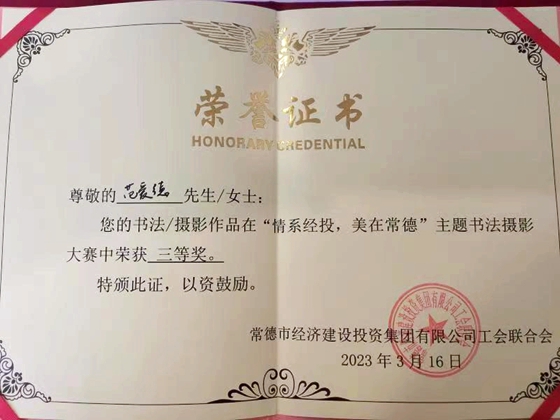 荣誉证书
HONORARY CREDENTIAL
尊敬的 范爱德 先生/女士：
您的书法/摄影作品在“情系经投，美在常德”主题书法摄影
大赛中荣获 三等奖。
特颁此证，以资鼓励。
常德市经济建设投资集团有限公司工会联合会
2023年3月16日